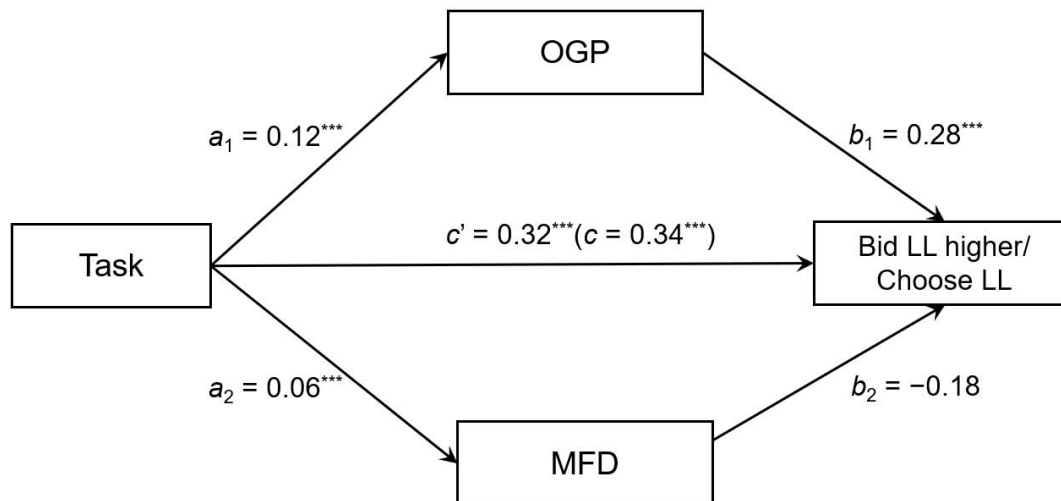 OGP
a₁ = 0.12***
b₁ = 0.28***
Task
c’ = 0.32***(c = 0.34***)
Bid LL higher/
Choose LL
a₂ = 0.06***
b₂ = −0.18
MFD